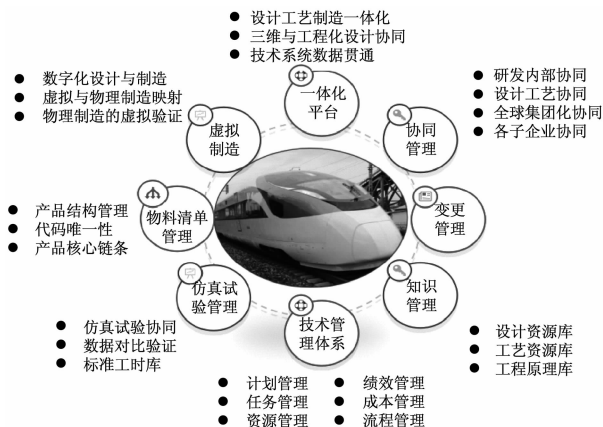 设计工艺制造一体化
三维与工程化设计协同
技术系统数据贯通
一体化
平台
数字化设计与制造
虚拟与物理制造映射
物理制造的虚拟验证
虚拟
制造
研发内部协同
设计工艺协同
全球集团化协同
各子企业协同
协同
管理
产品结构管理
代码唯一性
产品核心链条
物料清单
管理
变更
管理
仿真试
验管理
仿真试验协同
数据对比验证
标准工时库
知识
管理
设计资源库
工艺资源库
工程原理库
技术管
理体系
计划管理
任务管理
资源管理
绩效管理
成本管理
流程管理